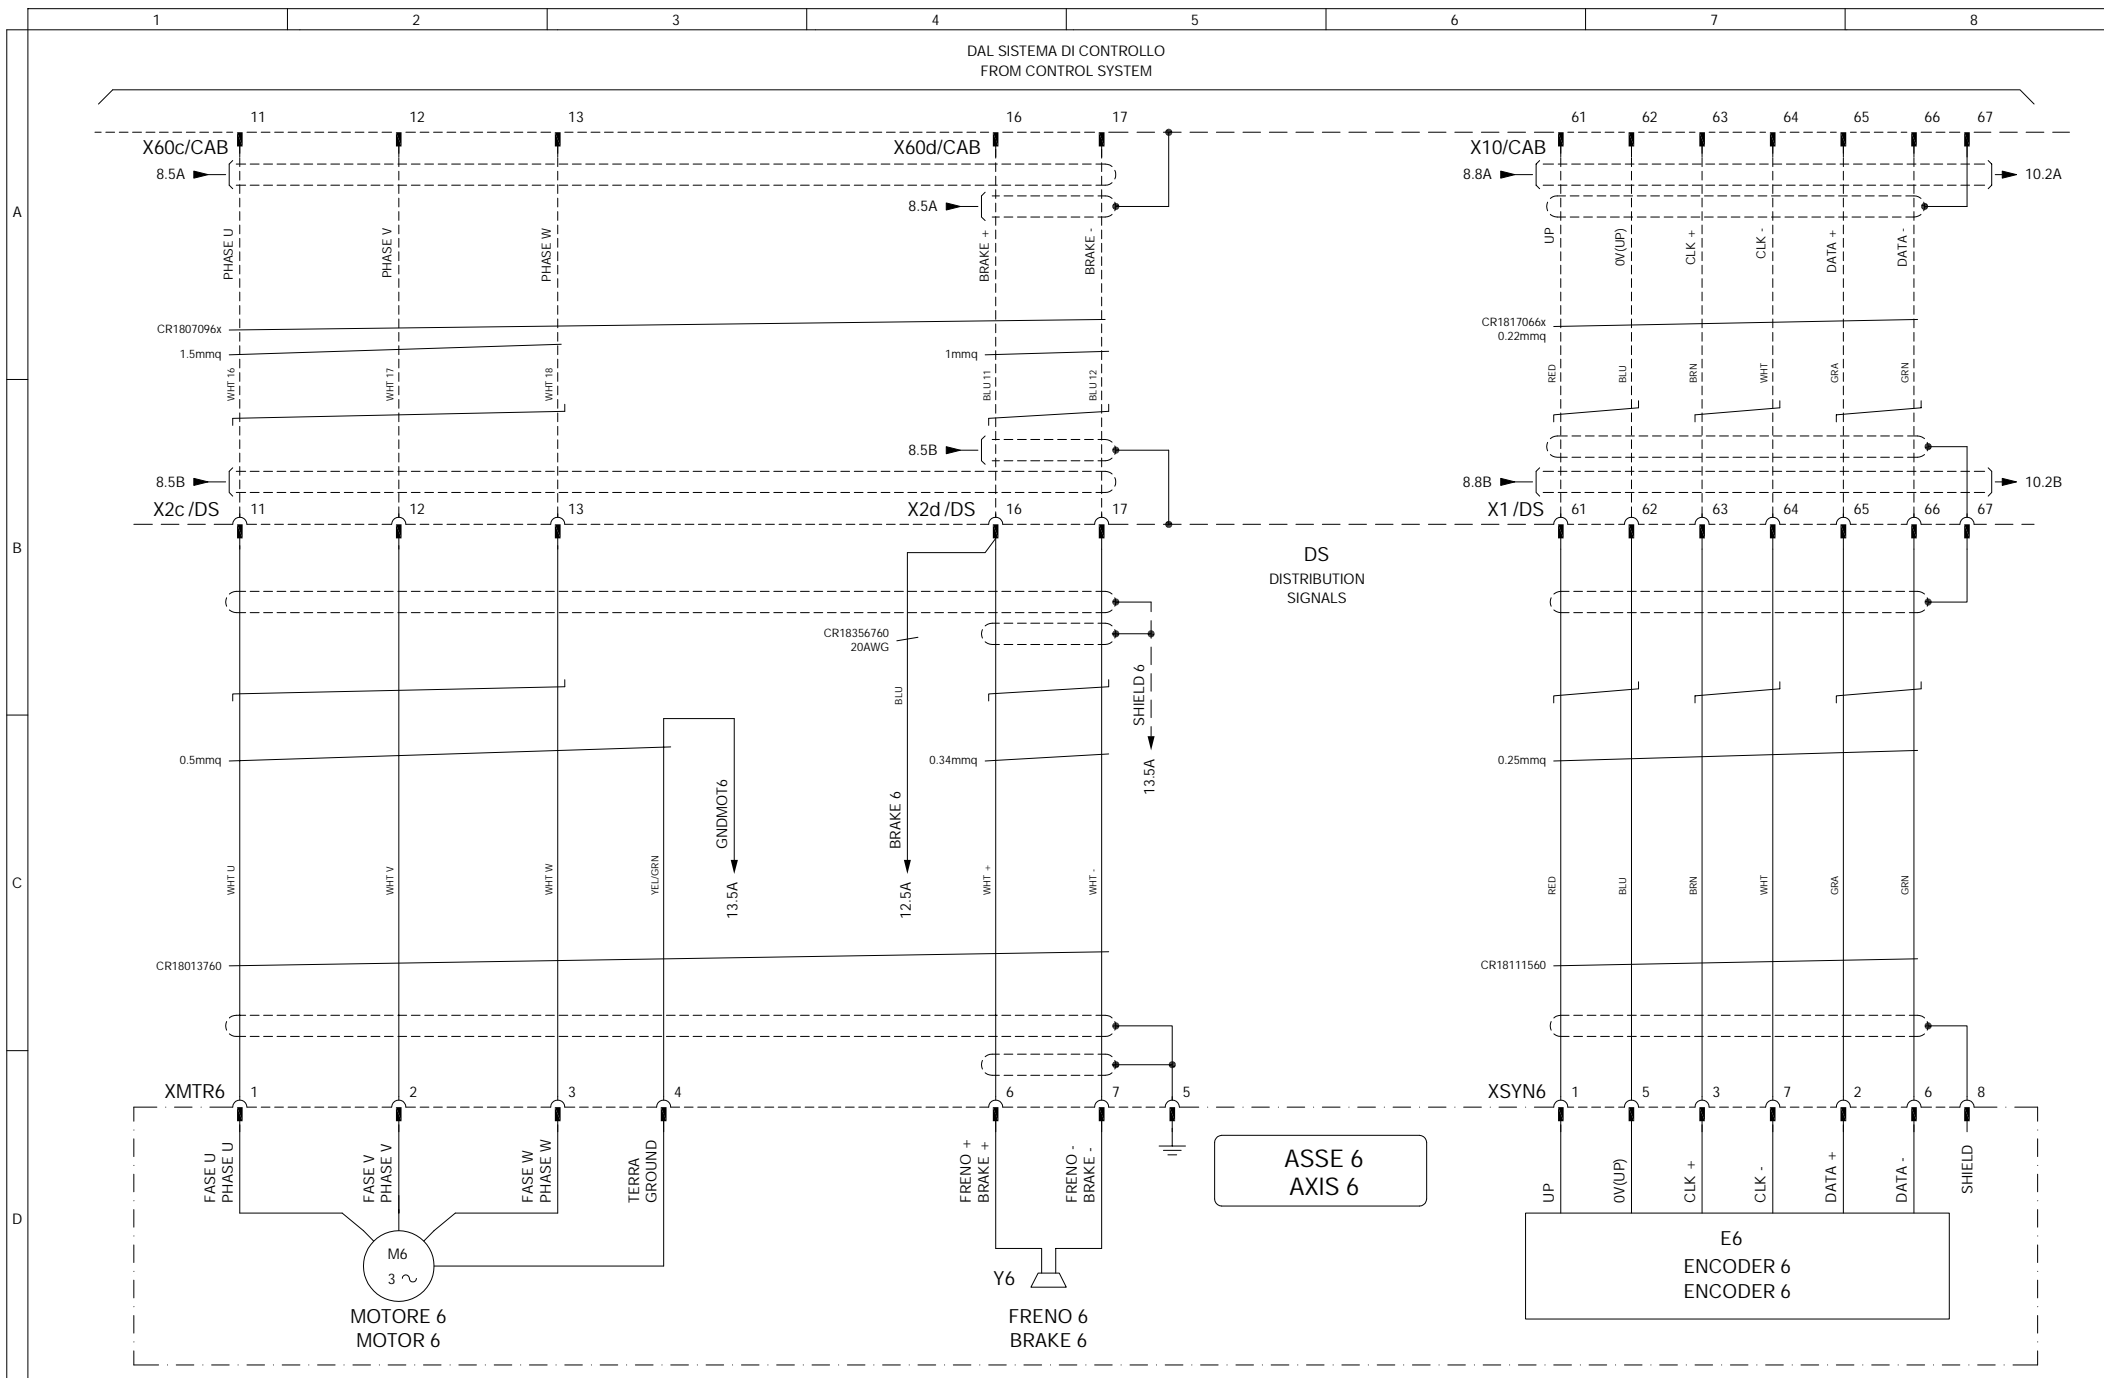 1 2 3 4 5 6 7 8
DAL SISTEMA DI CONTROLLO
FROM CONTROL SYSTEM
11 12 13 16 17 61 62 63 64 65 66 67
X60c/CAB X60d/CAB X10/CAB
8.5A 8.8A 10.2A
8.5A
A
PHASE U PHASE V PHASE W BRAKE + BRAKE - UP 0V(UP) CLK + CLK - DATA + DATA -
CR1807096x CR1817066x
0.22mmq
1.5mmq 1mmq
WHT 16 WHT 17 WHT 18 BLU 11 BLU 12 RED BLU BRN WHT GRA GRN
8.5B
8.5B 8.8B 10.2B
X2c /DS 11 12 13 X2d /DS 16 17 X1 /DS 61 62 63 64 65 66 67
B
DS
DISTRIBUTION
SIGNALS
CR18356760
20AWG
BLU
SHIELD 6
13.5A
0.5mmq 0.34mmq 0.25mmq
GNDMOT6
13.5A
BRAKE 6
12.5A
C
WHT U WHT V WHT W YEL/GRN WHT + WHT - RED BLU BRN WHT GRA GRN
CR18013760 CR18111560
XMTR6 1 2 3 4 6 7 5 XSYN6 1 5 3 7 2 6 8
FASE U
PHASE U
FASE V
PHASE V
FASE W
PHASE W
TERRA
GROUND
FRENO +
BRAKE +
FRENO -
BRAKE -
ASSE 6
AXIS 6
UP 0V(UP) CLK + CLK - DATA + DATA - SHIELD
D
M6
3 ~
MOTORE 6
MOTOR 6
Y6
FRENO 6
BRAKE 6
E6
ENCODER 6
ENCODER 6